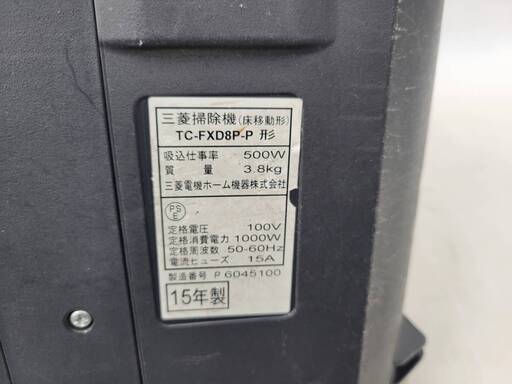 三菱掃除機(床移動形)
TC-FXD8P-P 形
吸込仕事率 500W
質量 3.8kg
三菱電機ホーム機器株式会社
PSE
定格電圧 100V
定格消費電力 1000W
定格周波数 50-60Hz
電流ヒューズ 15A
製造番号 P 6045100
15年製